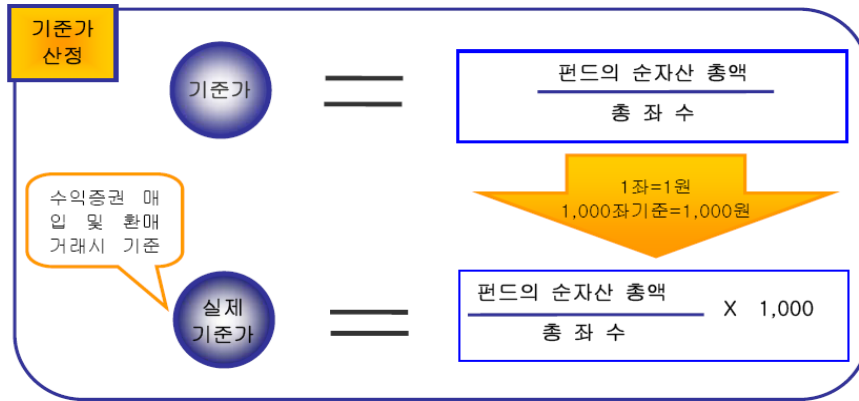 기준가
산정
기준가
펀드의 순자산 총액
총 좌 수
1좌=1원
1,000좌기준=1,000원
수익증권 매
입 및 환매
거래시 기준
실제
기준가
펀드의 순자산 총액
총 좌 수
X 1,000